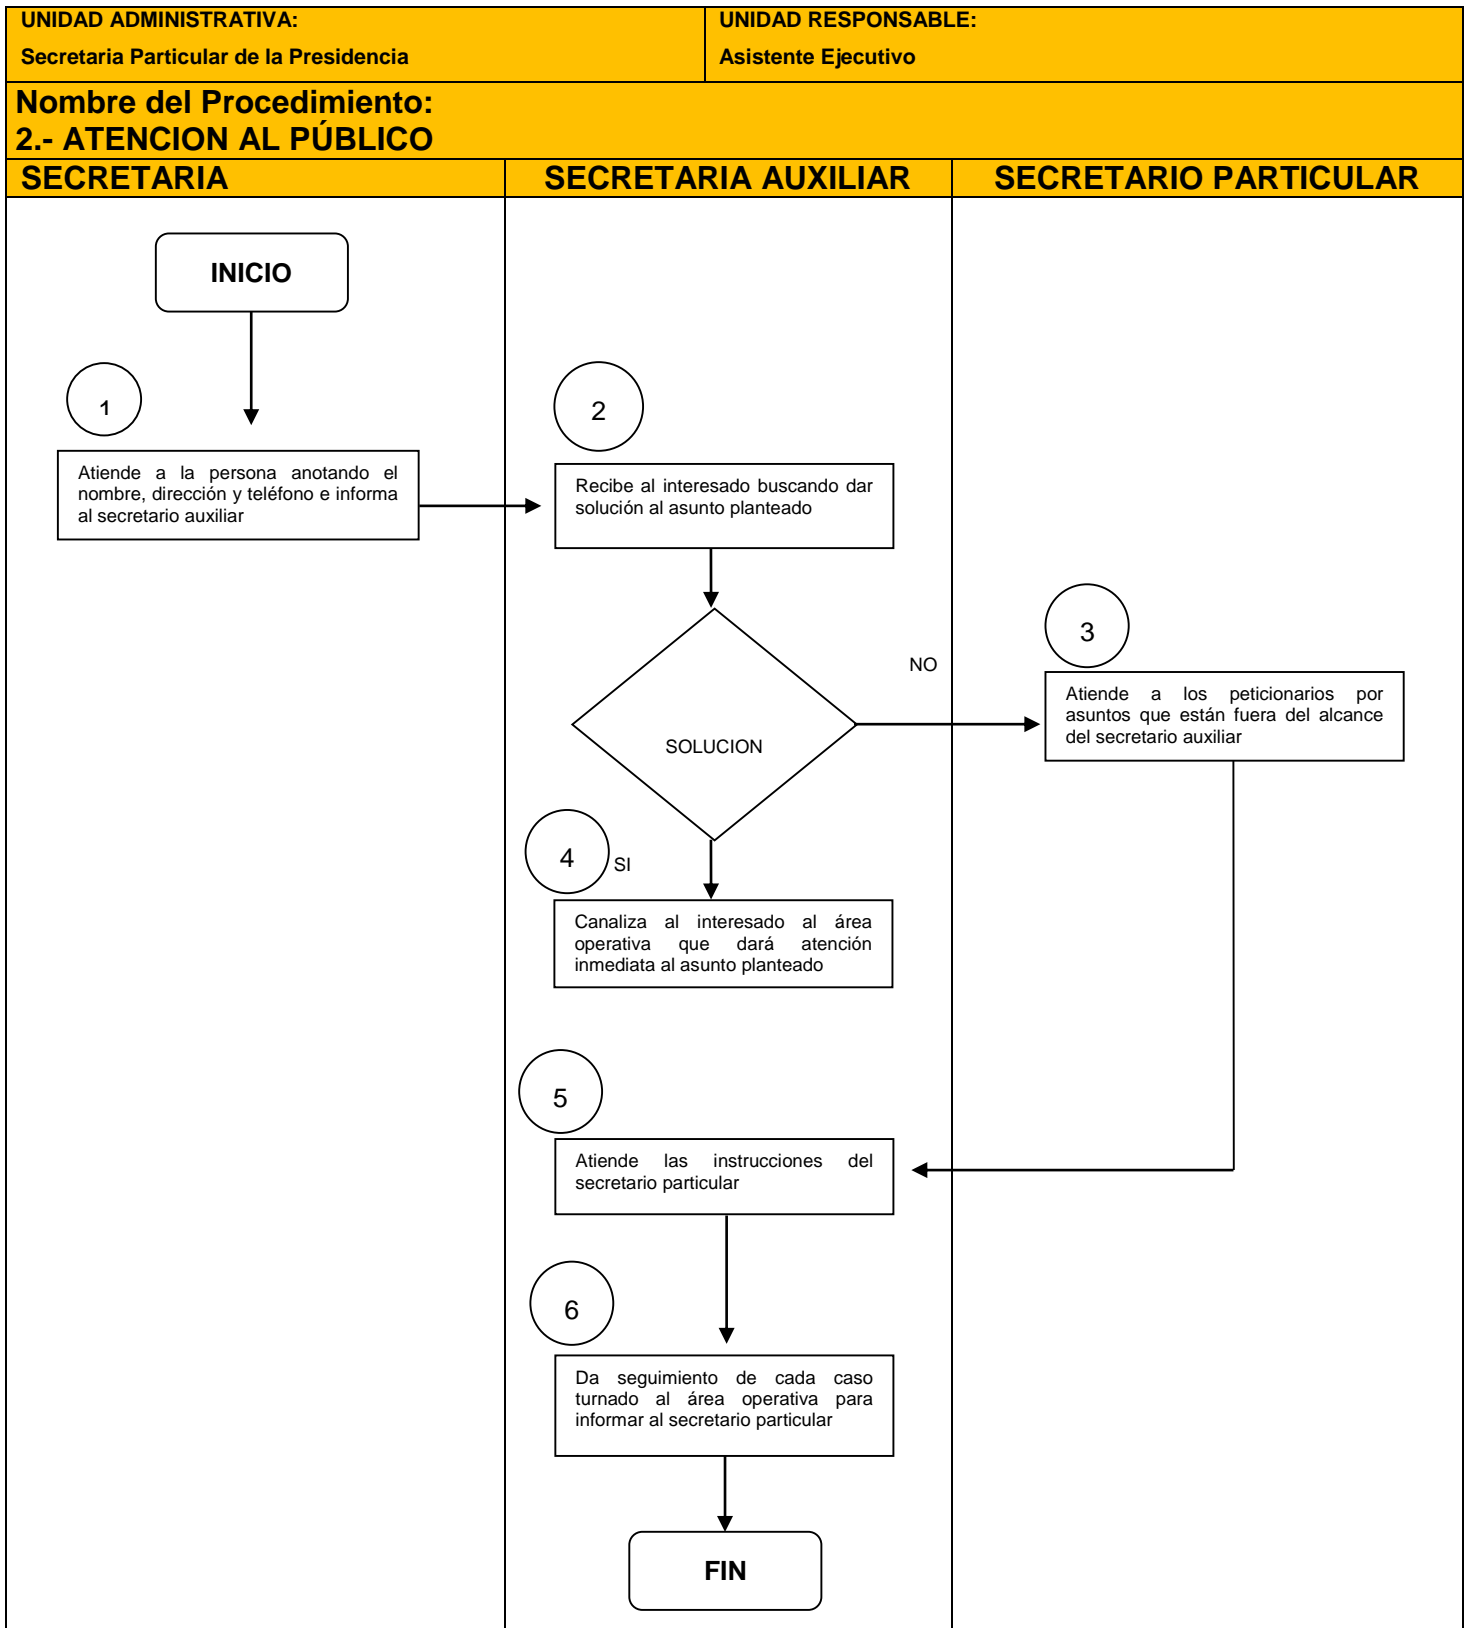 UNIDAD ADMINISTRATIVA:
Secretaria Particular de la Presidencia
UNIDAD RESPONSABLE:
Asistente Ejecutivo
Nombre del Procedimiento:
2.- ATENCION AL PÚBLICO
SECRETARIA
SECRETARIA AUXILIAR
SECRETARIO PARTICULAR
INICIO
1
Atiende a la persona anotando el
nombre, dirección y teléfono e informa
al secretario auxiliar
2
Recibe al interesado buscando dar
solución al asunto planteado
SOLUCION
NO
3
Atiende a los peticionarios por
asuntos que están fuera del alcance
del secretario auxiliar
4
SI
Canaliza al interesado al área
operativa que dará atención
inmediata al asunto planteado
5
Atiende las instrucciones del
secretario particular
6
Da seguimiento de cada caso
turnado al área operativa para
informar al secretario particular
FIN